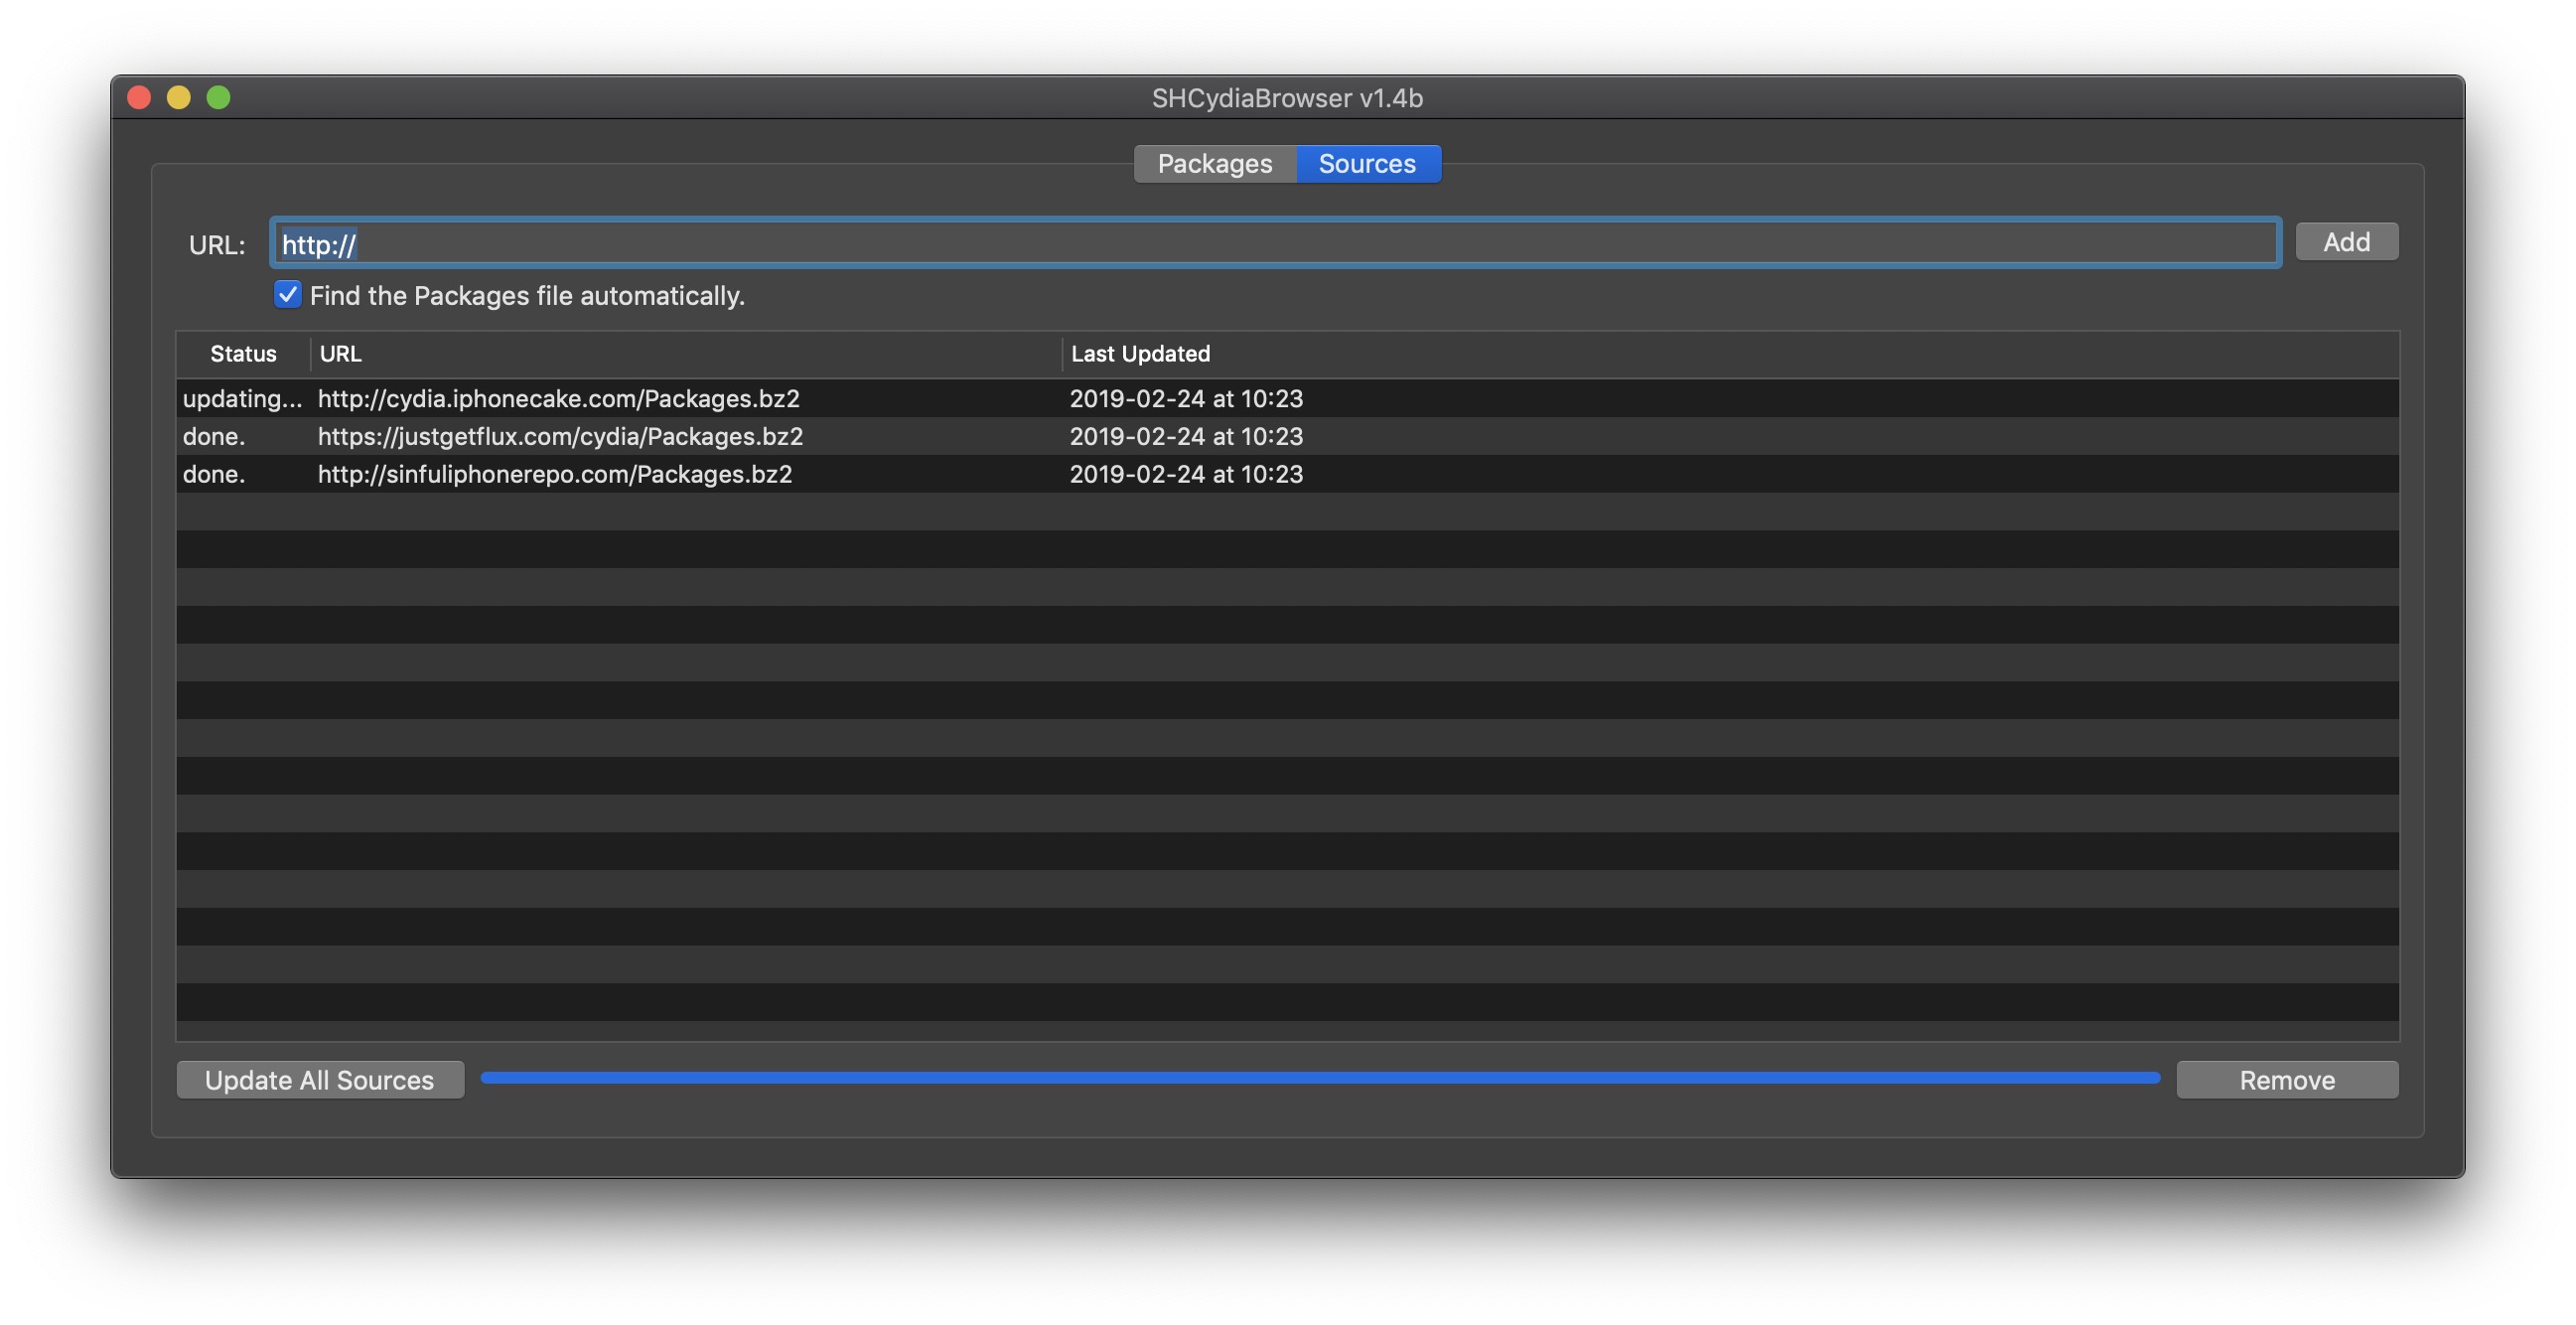 SHCydiaBrowser v1.4b
Packages Sources
URL: http:// Add
Find the Packages file automatically.
Status URL Last Updated
updating... http://cydia.iphonecake.com/Packages.bz2 2019-02-24 at 10:23
done. https://justgetflux.com/cydia/Packages.bz2 2019-02-24 at 10:23
done. http://sinfuliphonerepo.com/Packages.bz2 2019-02-24 at 10:23
Update All Sources Remove